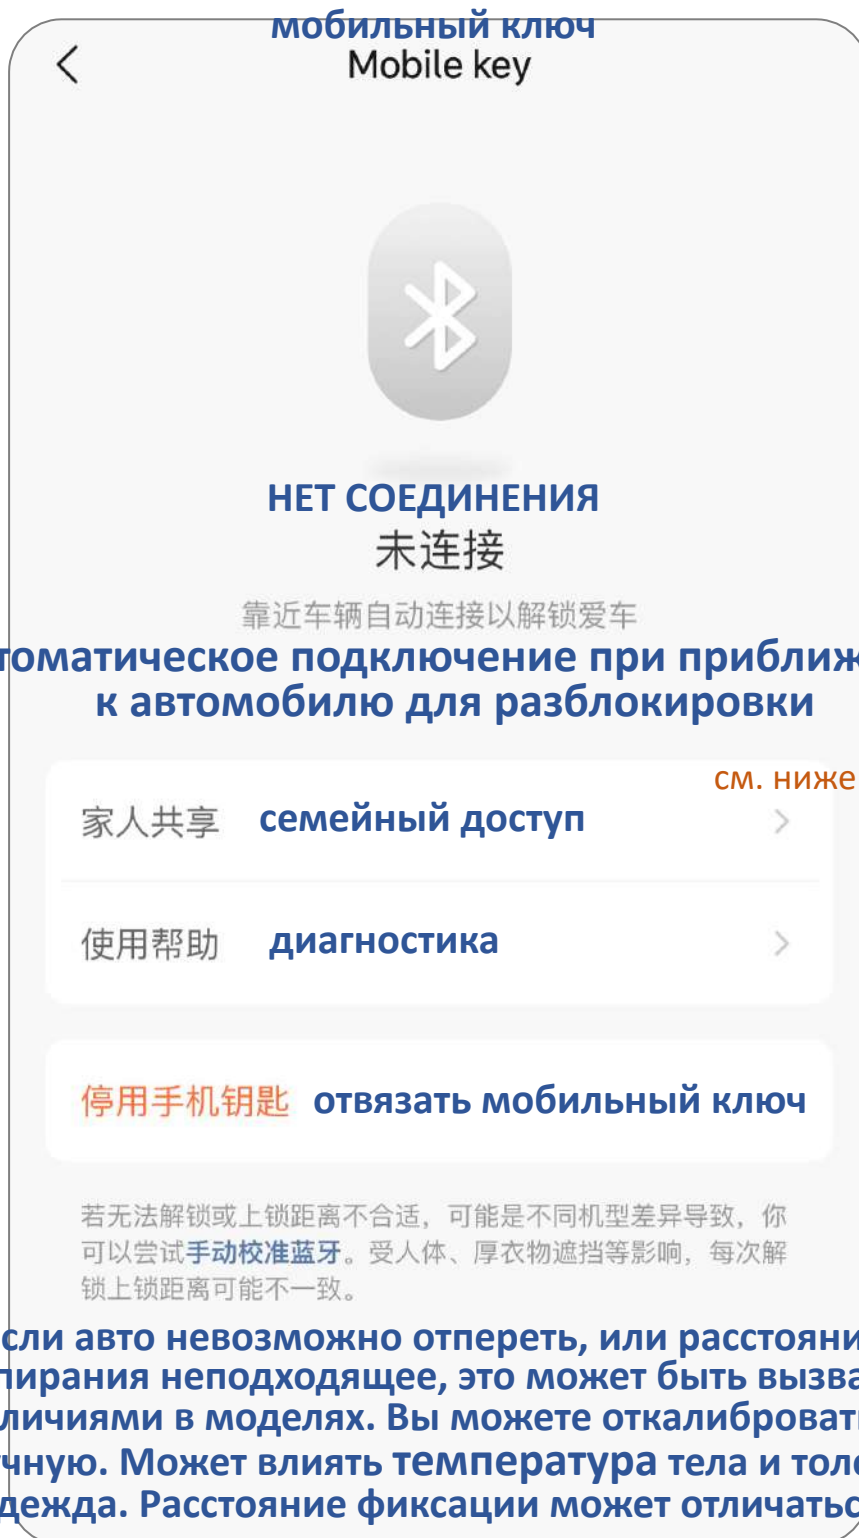 мобильный ключ
Mobile key
НЕТ СОЕДИНЕНИЯ
未连接
靠近车辆自动连接以解锁爱车
томатическое подключение при приближ
к автомобилю для разблокировки
см. ниже
家人共享 семейный доступ
使用帮助 диагностика
停用手机钥匙 отвязать мобильный ключ
若无法解锁或上锁距离不合适，可能是不同机型差异导致，你
可以尝试手动校准蓝牙。受人体、厚衣物遮挡等影响，每次解
锁上锁距离可能不一致。
сли авто невозможно отпереть, или расстояни
пирания неподходящее, это может быть вызва
личиями в моделях. Вы можете откалибровать
чную. Может влиять температура тела и толс
дежда. Расстояние фиксации может отличатьс